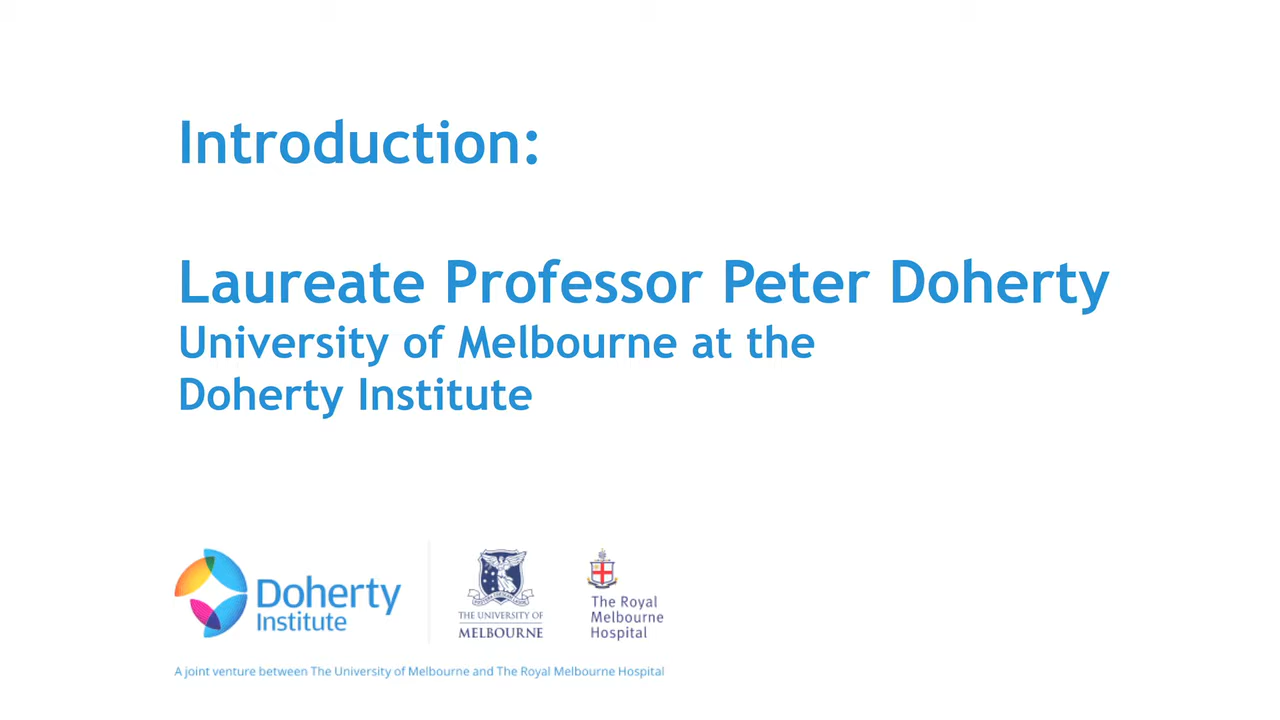 Introduction:
Laureate Professor Peter Doherty
University of Melbourne at the
Doherty Institute
Doherty
Institute
THE UNIVERSITY OF
MELBOURNE
The Royal
Melbourne
Hospital
A joint venture between The University of Melbourne and The Royal Melbourne Hospital